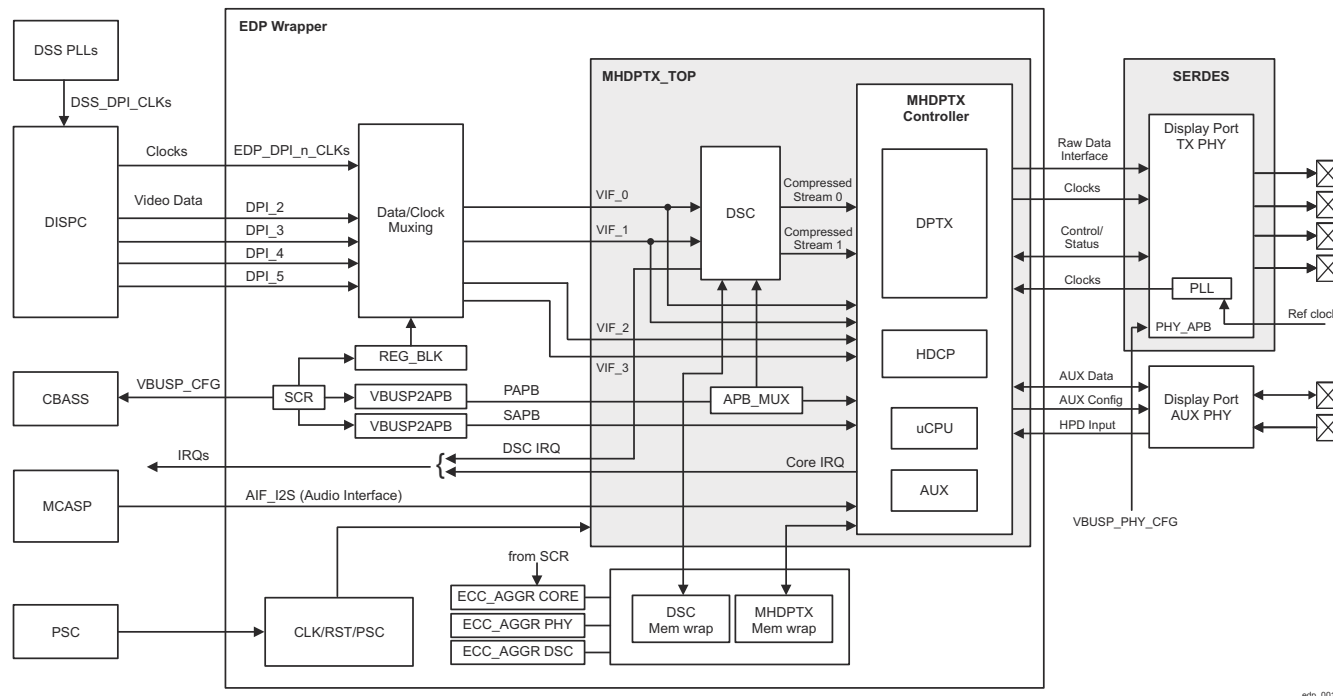 EDP Wrapper
DSS PLLs
DSS_DPI_CLKs
DISPC
Clocks
EDP_DPI_n_CLKs
Video Data
DPI_2
DPI_3
DPI_4
DPI_5
Data/Clock
Muxing
MHDPTX_TOP
VIF_0
VIF_1
VIF_2
VIF_3
DSC
Compressed
Stream 0
Compressed
Stream 1
MHDPTX
Controller
DPTX
HDCP
uCPU
AUX
SERDES
Display Port
TX PHY
Raw Data
Interface
Clocks
Control/
Status
Clocks
PLL
Ref clock
PHY_APB
AUX Data
AUX Config
HPD Input
Display Port
AUX PHY
VBUSP_PHY_CFG
CBASS
VBUSP_CFG
SCR
REG_BLK
VBUSP2APB
VBUSP2APB
PAPB
SAPB
APB_MUX
DSC IRQ
Core IRQ
IRQs
MCASP
AIF_I2S (Audio Interface)
PSC
CLK/RST/PSC
from SCR
ECC_AGGR CORE
ECC_AGGR PHY
ECC_AGGR DSC
DSC
Mem wrap
MHDPTX
Mem wrap